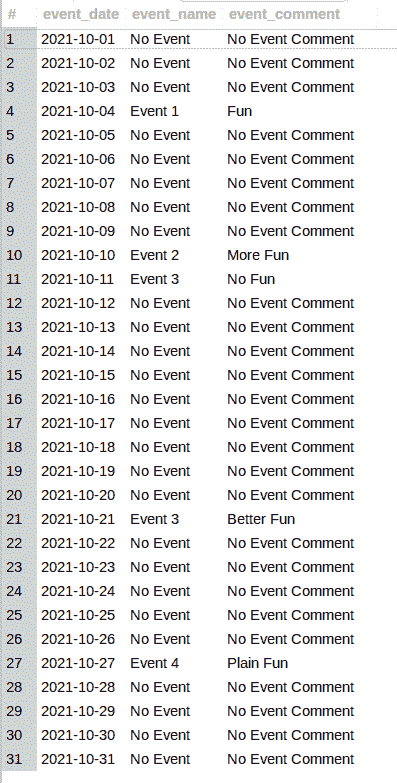 # event_date event_name event_comment
1 2021-10-01 No Event No Event Comment
2 2021-10-02 No Event No Event Comment
3 2021-10-03 No Event No Event Comment
4 2021-10-04 Event 1 Fun
5 2021-10-05 No Event No Event Comment
6 2021-10-06 No Event No Event Comment
7 2021-10-07 No Event No Event Comment
8 2021-10-08 No Event No Event Comment
9 2021-10-09 No Event No Event Comment
10 2021-10-10 Event 2 More Fun
11 2021-10-11 Event 3 No Fun
12 2021-10-12 No Event No Event Comment
13 2021-10-13 No Event No Event Comment
14 2021-10-14 No Event No Event Comment
15 2021-10-15 No Event No Event Comment
16 2021-10-16 No Event No Event Comment
17 2021-10-17 No Event No Event Comment
18 2021-10-18 No Event No Event Comment
19 2021-10-19 No Event No Event Comment
20 2021-10-20 No Event No Event Comment
21 2021-10-21 Event 3 Better Fun
22 2021-10-22 No Event No Event Comment
23 2021-10-23 No Event No Event Comment
24 2021-10-24 No Event No Event Comment
25 2021-10-25 No Event No Event Comment
26 2021-10-26 No Event No Event Comment
27 2021-10-27 Event 4 Plain Fun
28 2021-10-28 No Event No Event Comment
29 2021-10-29 No Event No Event Comment
30 2021-10-30 No Event No Event Comment
31 2021-10-31 No Event No Event Comment